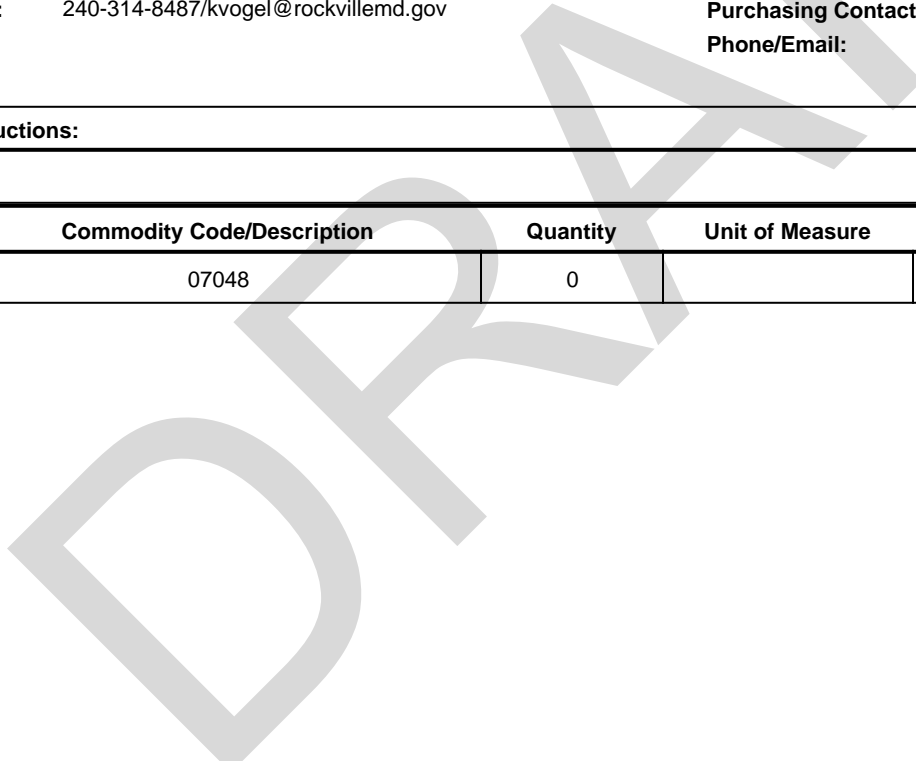 : 240-314-8487/kvogel@rockvillemd.gov Purchasing Contact
Phone/Email:
uctions:
Commodity Code/Description Quantity Unit of Measure
07048 0
DRA